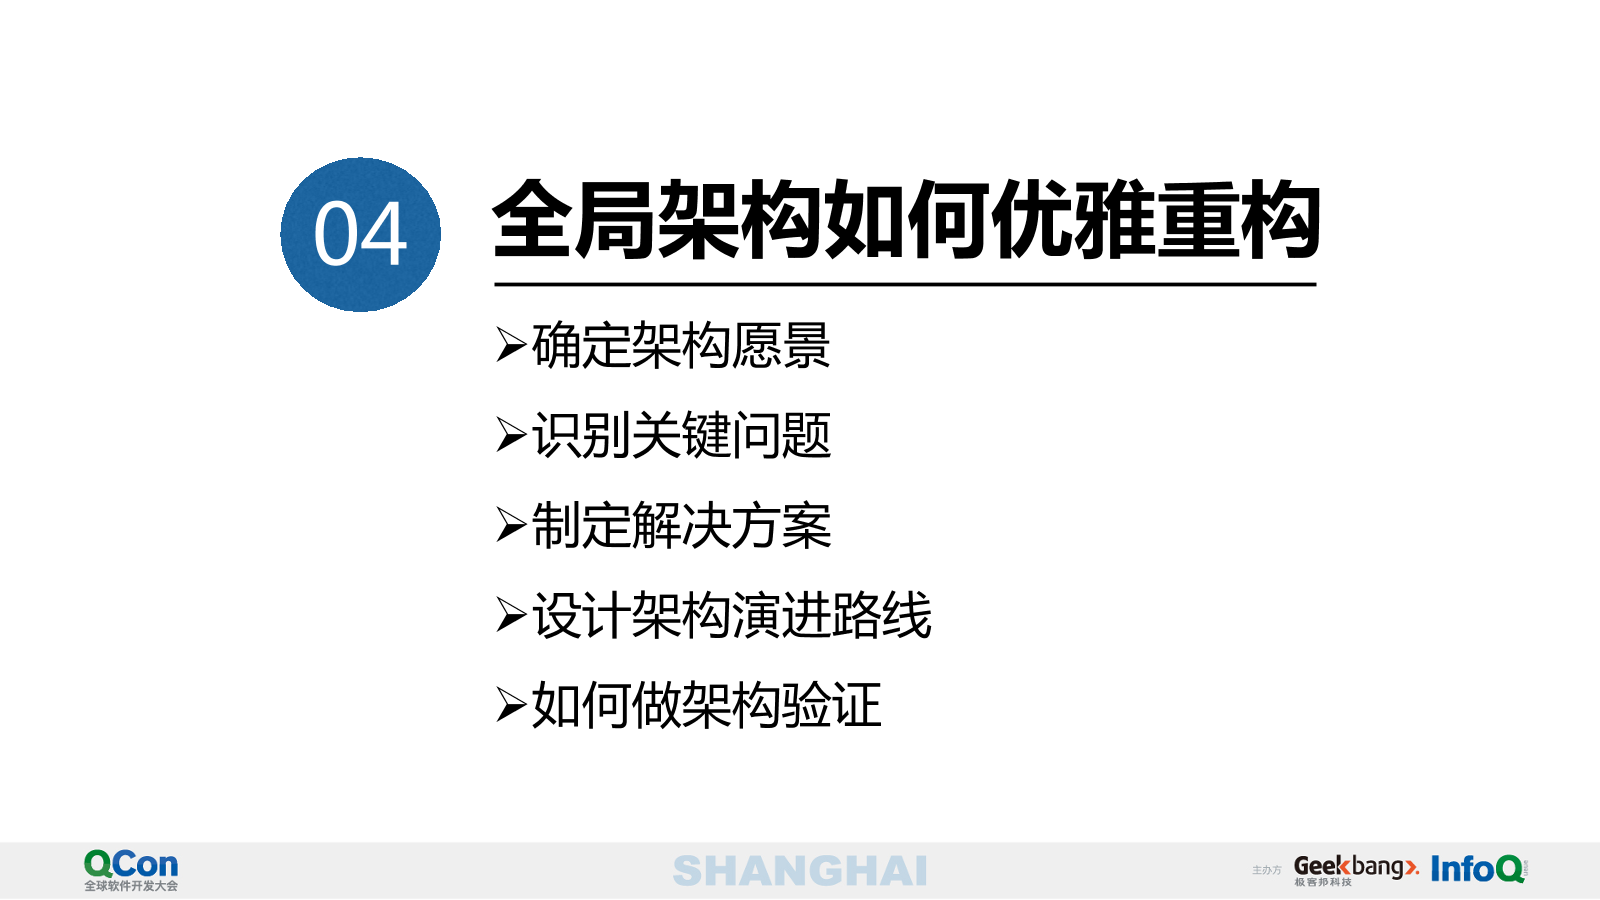 04
全局架构如何优雅重构
➢确定架构愿景
➢识别关键问题
➢制定解决方案
➢设计架构演进路线
➢如何做架构验证
QCon
全球软件开发大会
SHANGHAI
主办方
Geekbang>.
极客邦科技
InfoQ